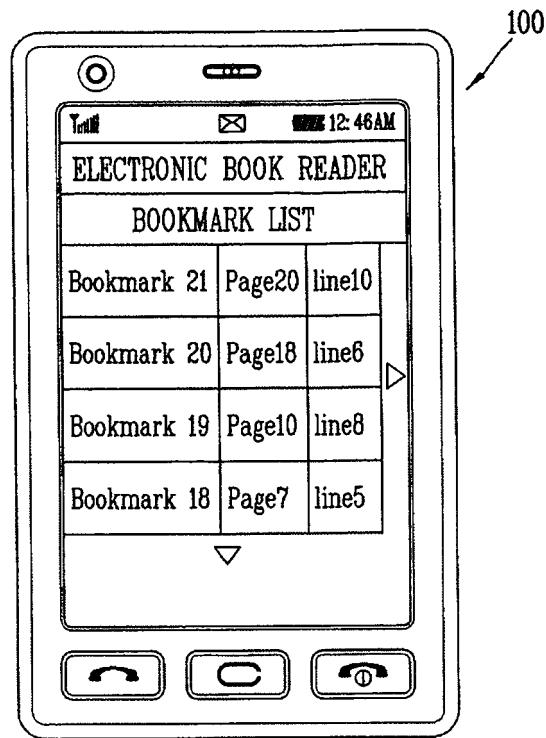 100
12:46AM
ELECTRONIC BOOK READER
BOOKMARK LIST
Bookmark 21 Page20 line10
Bookmark 20 Page18 line6
Bookmark 19 Page10 line8
Bookmark 18 Page7 line5